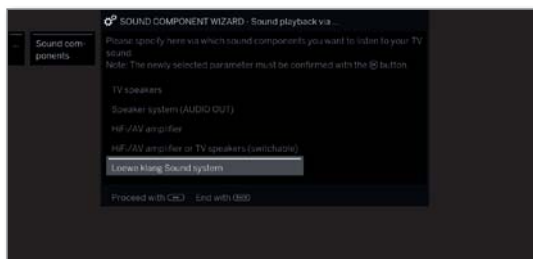 SOUND COMPONENT WIZARD - Sound playback via ...
... Sound com-
ponents
Please specify here via which sound components you want to listen to your TV
sound.
Note: The newly selected parameter must be confirmed with the button.
TV speakers
Speaker system (AUDIO OUT)
HiFi/AV amplifier
HiFi/AV amplifier or TV speakers (switchable)
Loewe klang Sound system
Proceed with End with